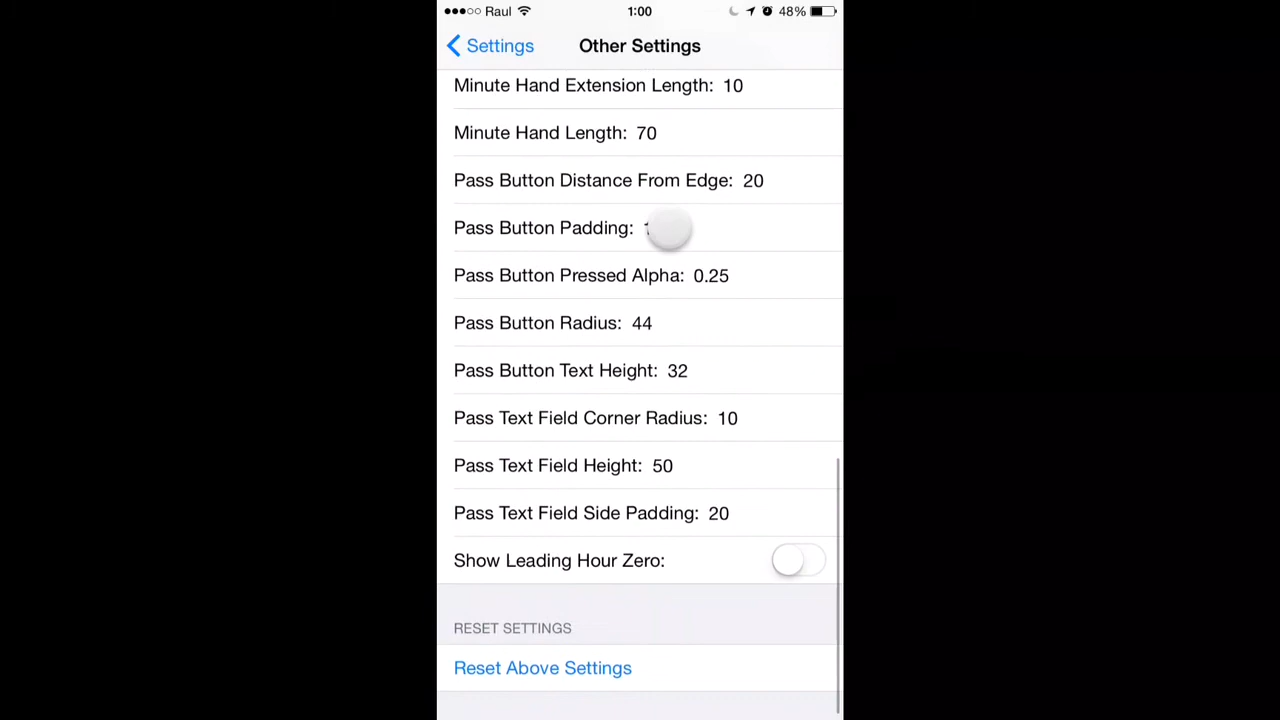 Raul 1:00 48%
Settings Other Settings
Minute Hand Extension Length: 10
Minute Hand Length: 70
Pass Button Distance From Edge: 20
Pass Button Padding:
Pass Button Pressed Alpha: 0.25
Pass Button Radius: 44
Pass Button Text Height: 32
Pass Text Field Corner Radius: 10
Pass Text Field Height: 50
Pass Text Field Side Padding: 20
Show Leading Hour Zero:
RESET SETTINGS
Reset Above Settings